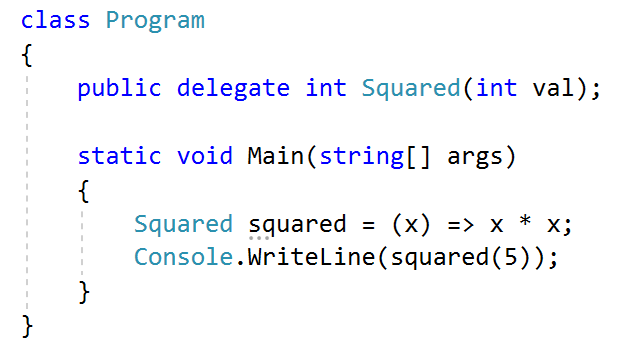 class Program
{
    public delegate int Squared(int val);
    static void Main(string[] args)
    {
        Squared squared = (x) => x * x;
        Console.WriteLine(squared(5));
    }
}